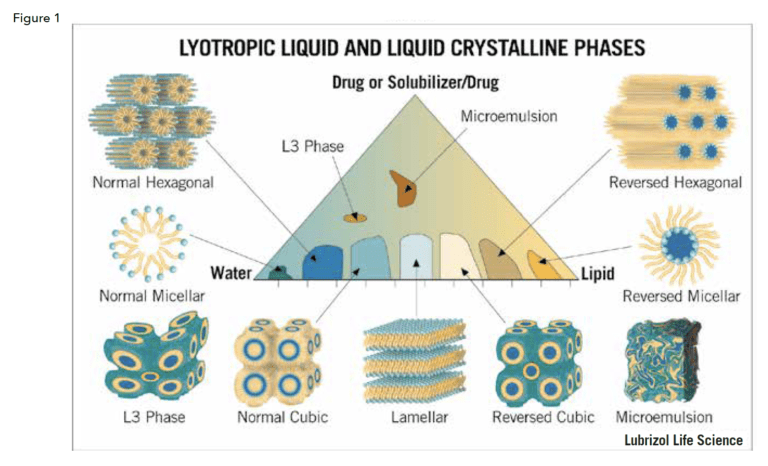 Figure 1
LYOTROPIC LIQUID AND LIQUID CRYSTALLINE PHASES
Drug or Solubilizer/Drug
Microemulsion
L3 Phase
Normal Hexagonal
Reversed Hexagonal
Water
Lipid
Normal Micellar
Reversed Micellar
L3 Phase
Normal Cubic
Lamellar
Reversed Cubic
Microemulsion
Lubrizol Life Science